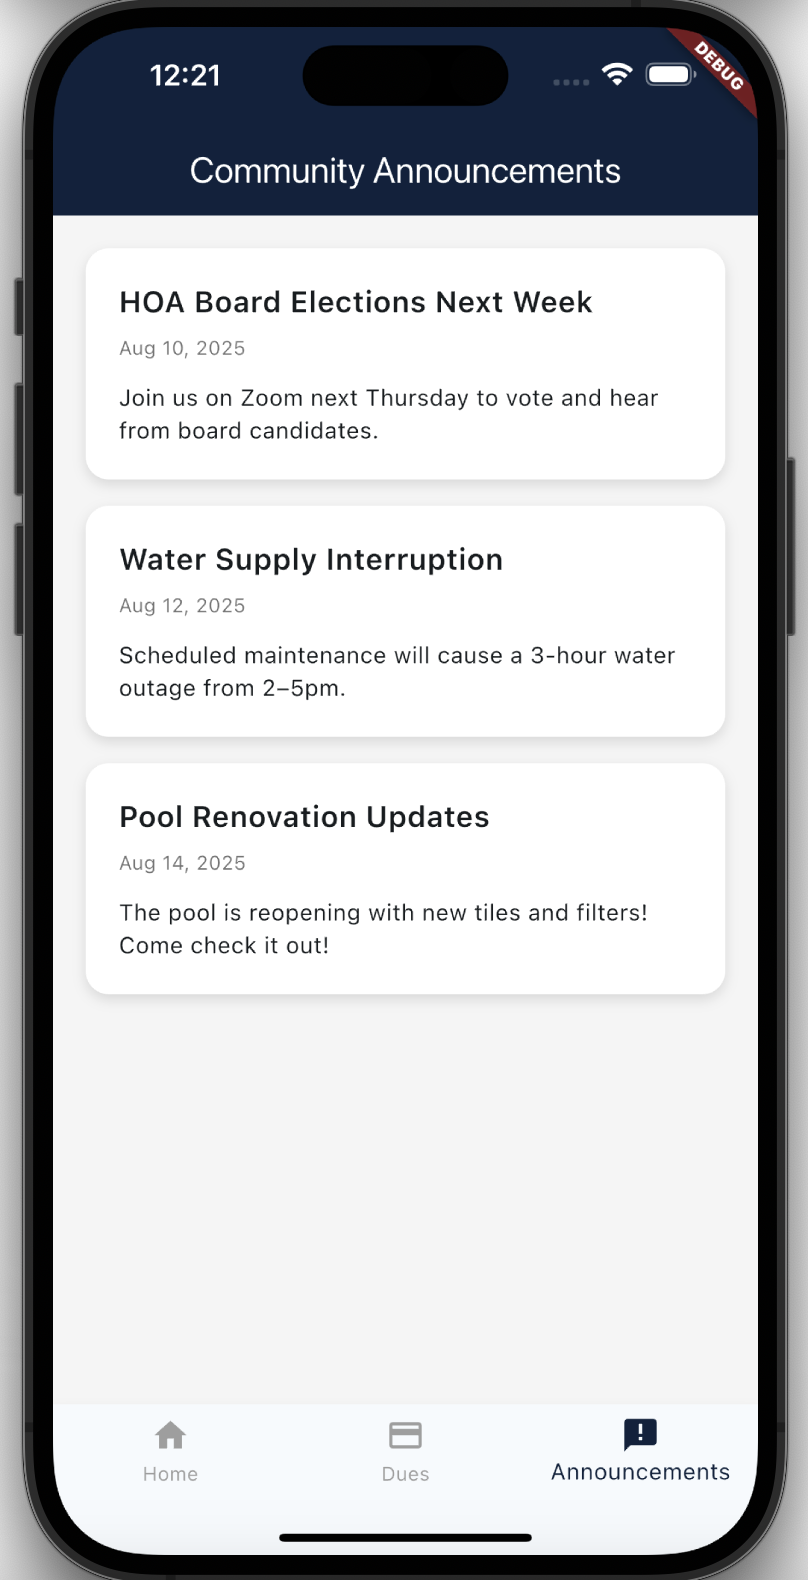 12:21
DEBUG
Community Announcements
HOA Board Elections Next Week
Aug 10, 2025
Join us on Zoom next Thursday to vote and hear
from board candidates.
Water Supply Interruption
Aug 12, 2025
Scheduled maintenance will cause a 3-hour water
outage from 2–5pm.
Pool Renovation Updates
Aug 14, 2025
The pool is reopening with new tiles and filters!
Come check it out!
Home
Dues
Announcements